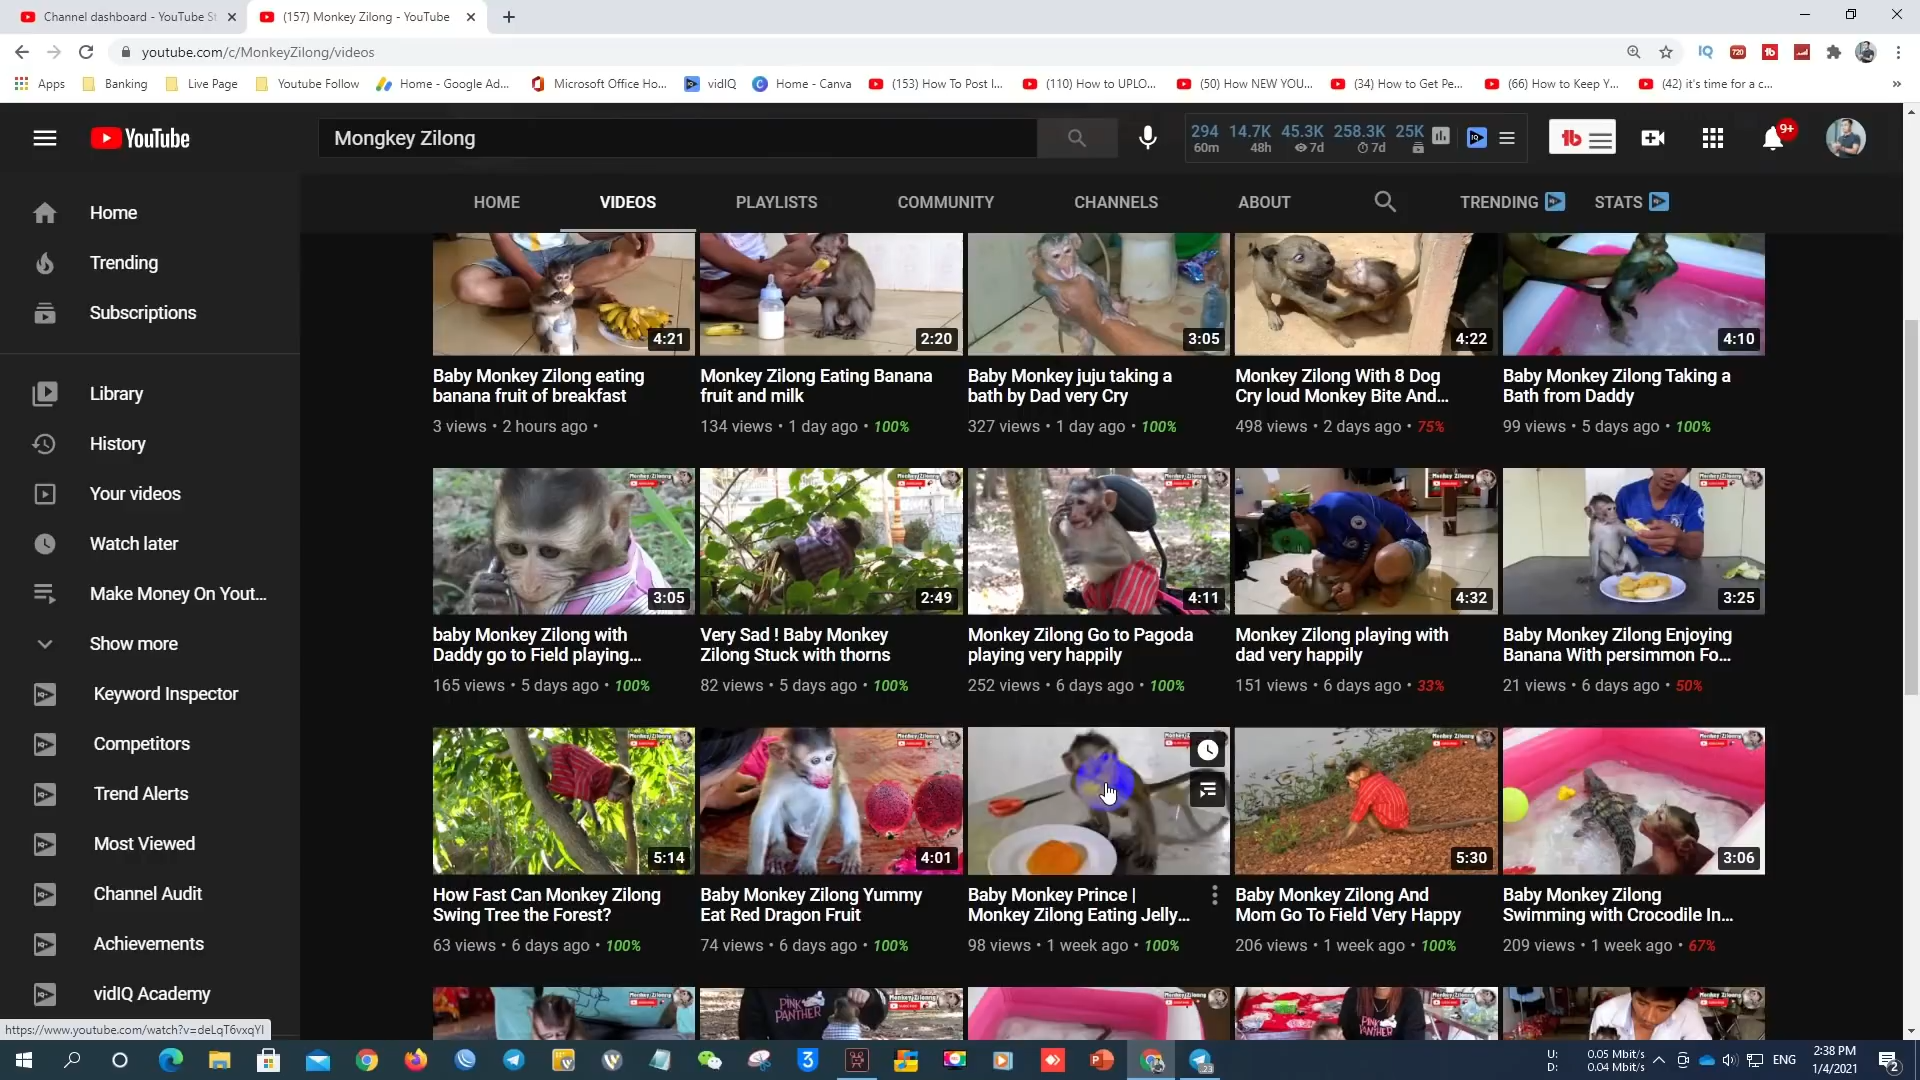 Channel dashboard - YouTube St
(157) Monkey Zilong - YouTube
youtube.com/c/MonkeyZilong/videos
Apps
Banking
Live Page
Youtube Follow
Home - Google Ad...
Microsoft Office Ho...
vidIQ
Home - Canva
(153) How To Post I...
(110) How to UPLO...
(50) How NEW YOU...
(34) How to Get Pe...
(66) How to Keep Y...
(42) it's time for a c...
YouTube
Mongkey Zilong
294 14.7K 45.3K 258.3K 25K
60m 48h 7d 7d
tb
9+
Home
Trending
Subscriptions
Library
History
Your videos
Watch later
Make Money On Yout...
Show more
Keyword Inspector
Competitors
Trend Alerts
Most Viewed
Channel Audit
Achievements
vidIQ Academy
HOME VIDEOS PLAYLISTS COMMUNITY CHANNELS ABOUT TRENDING STATS
4:21
Baby Monkey Zilong eating
banana fruit of breakfast
3 views • 2 hours ago •
2:20
Monkey Zilong Eating Banana
fruit and milk
134 views • 1 day ago • 100%
3:05
Baby Monkey juju taking a
bath by Dad very Cry
327 views • 1 day ago • 100%
4:22
Monkey Zilong With 8 Dog
Cry loud Monkey Bite And...
498 views • 2 days ago • 75%
4:10
Baby Monkey Zilong Taking a
Bath from Daddy
99 views • 5 days ago • 100%
3:05
baby Monkey Zilong with
Daddy go to Field playing...
165 views • 5 days ago • 100%
2:49
Very Sad ! Baby Monkey
Zilong Stuck with thorns
82 views • 5 days ago • 100%
4:11
Monkey Zilong Go to Pagoda
playing very happily
252 views • 6 days ago • 100%
4:32
Monkey Zilong playing with
dad very happily
151 views • 6 days ago • 33%
3:25
Baby Monkey Zilong Enjoying
Banana With persimmon Fo...
21 views • 6 days ago • 50%
5:14
How Fast Can Monkey Zilong
Swing Tree the Forest?
63 views • 6 days ago • 100%
4:01
Baby Monkey Zilong Yummy
Eat Red Dragon Fruit
74 views • 6 days ago • 100%
Baby Monkey Prince |
Monkey Zilong Eating Jelly...
98 views • 1 week ago • 100%
5:30
Baby Monkey Zilong And
Mom Go To Field Very Happy
206 views • 1 week ago • 100%
3:06
Baby Monkey Zilong
Swimming with Crocodile In...
209 views • 1 week ago • 67%
PINK
PANTHER
PINK
PANTHER
https://www.youtube.com/watch?v=deLqT6vxqYI
U: 0.05 Mbit/s
D: 0.04 Mbit/s
ENG
2:38 PM
1/4/2021
2